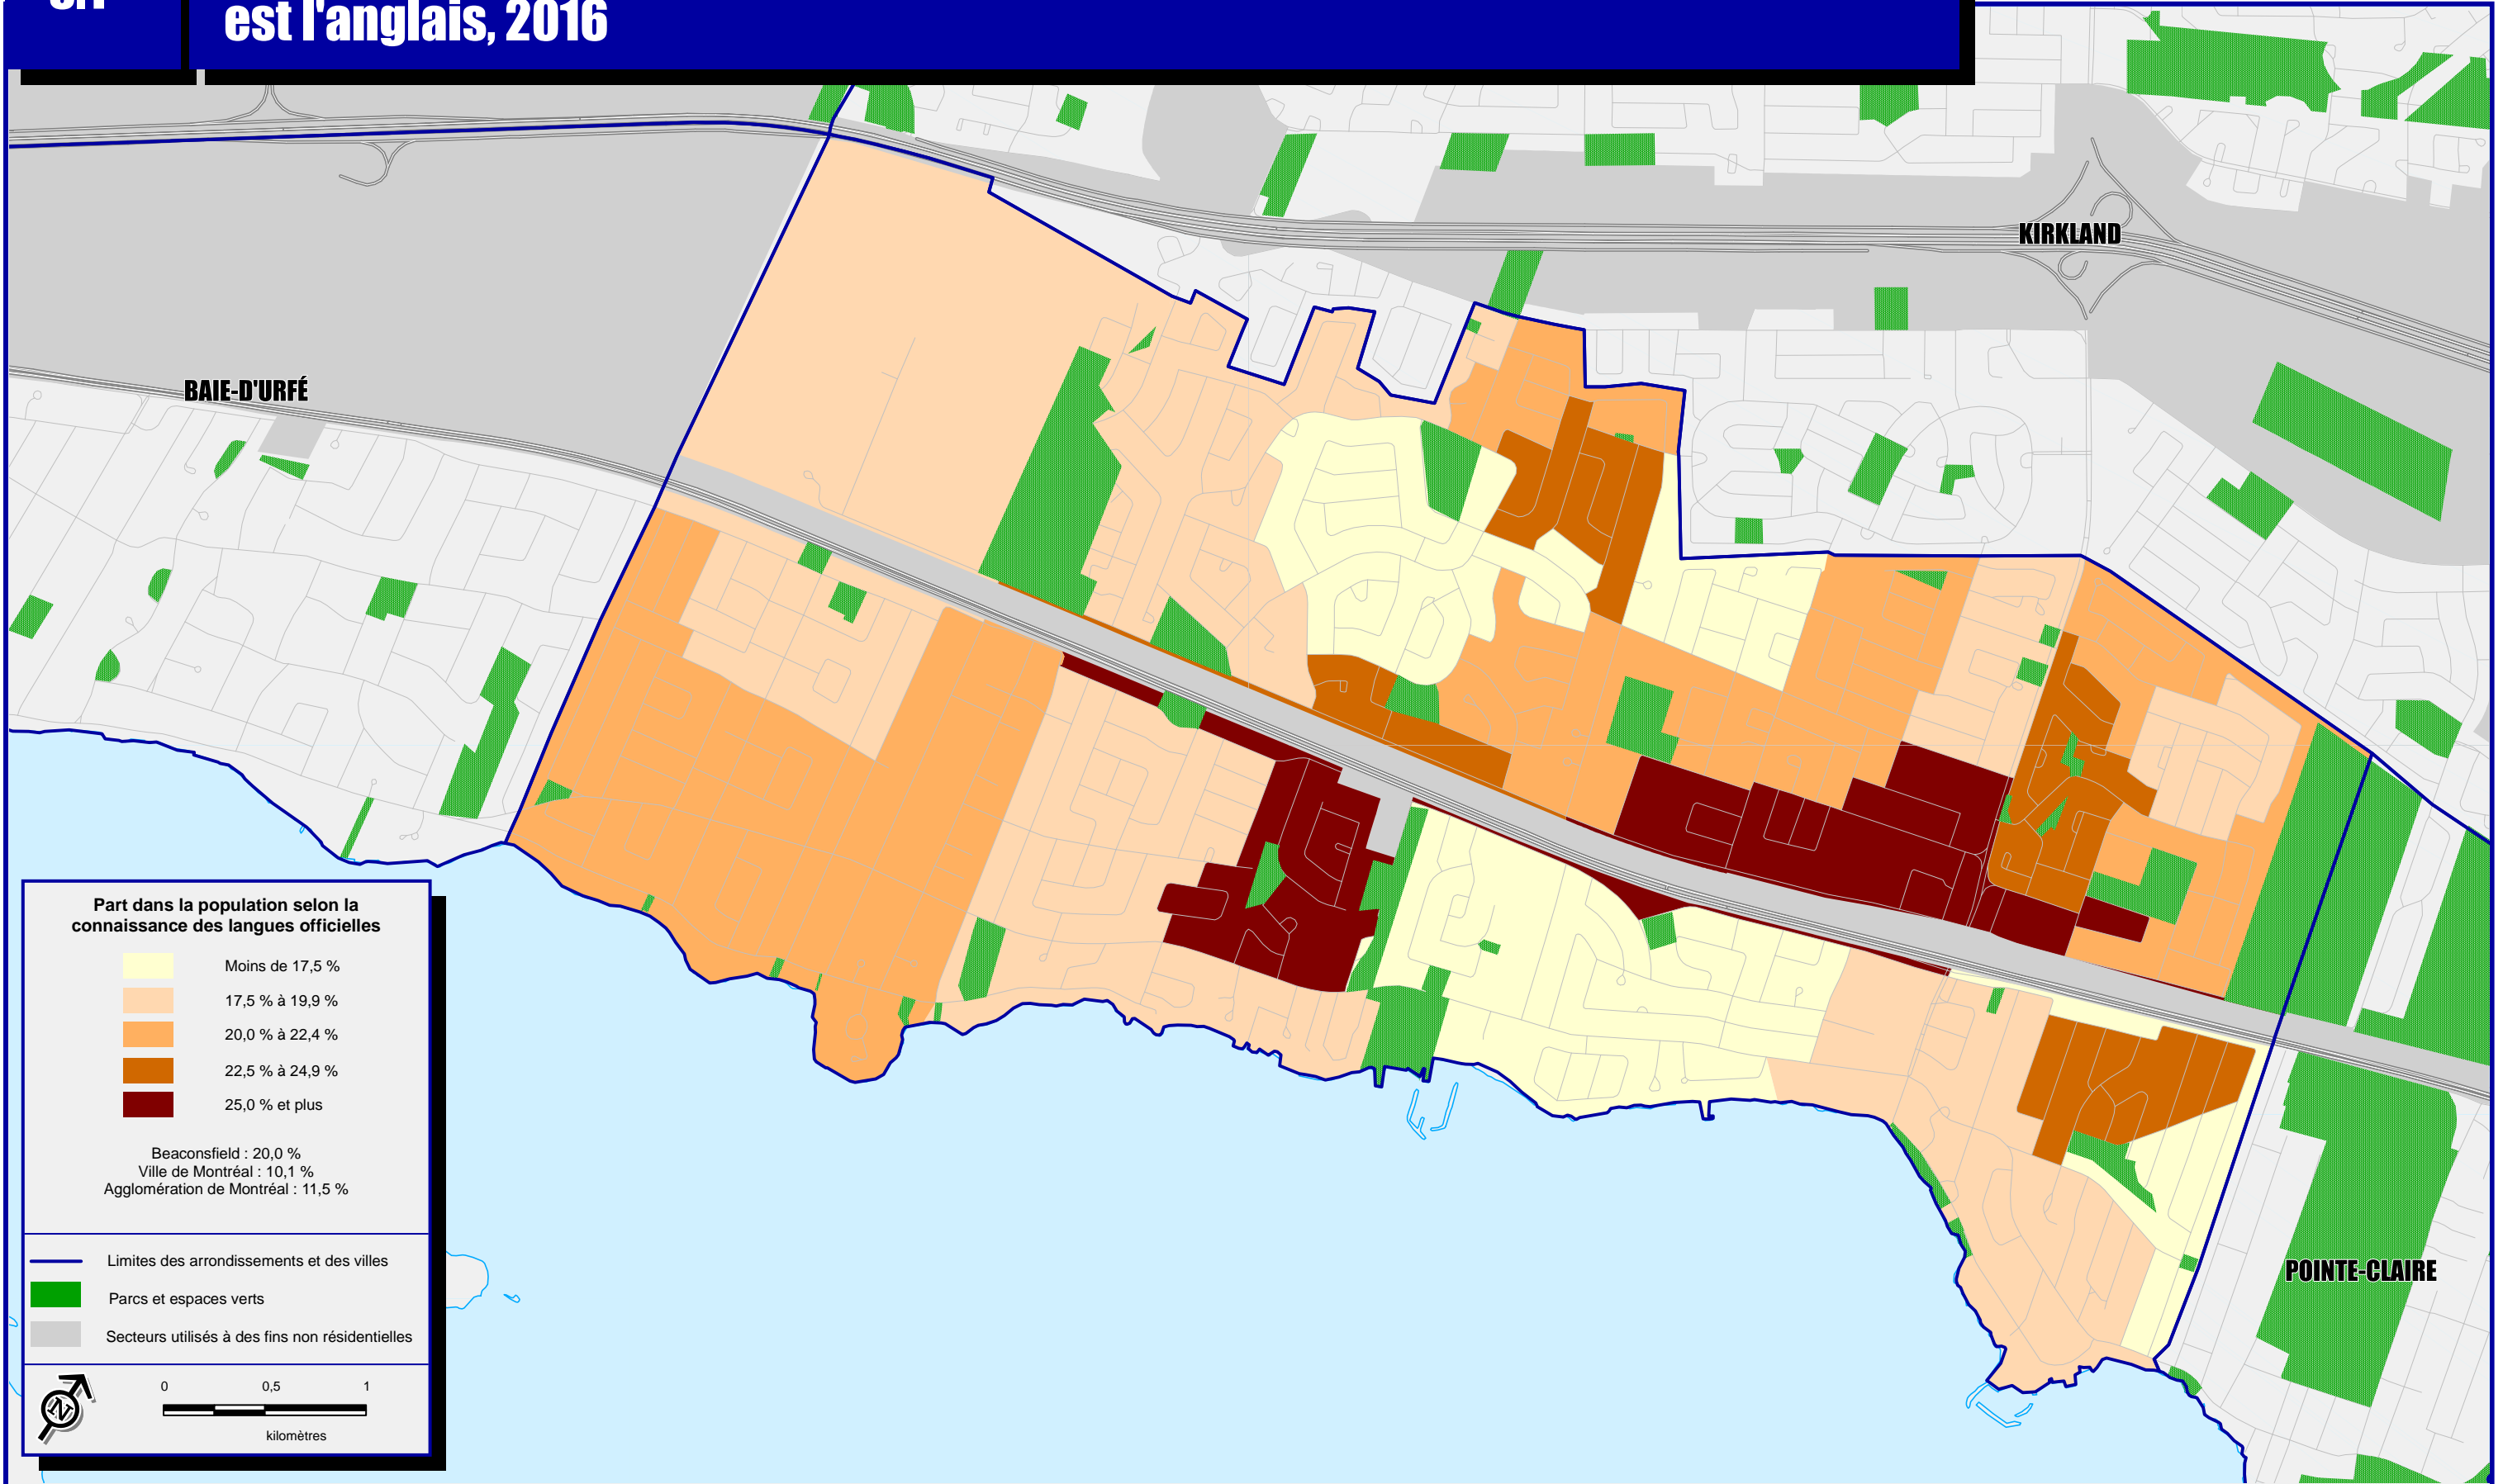 est l'anglais, 2016
KIRKLAND
BAIE-D'URFÉ
POINTE-CLAIRE
Part dans la population selon la
connaissance des langues officielles
Moins de 17,5 %
17,5 % à 19,9 %
20,0 % à 22,4 %
22,5 % à 24,9 %
25,0 % et plus
Beaconsfield : 20,0 %
Ville de Montréal : 10,1 %
Agglomération de Montréal : 11,5 %
Limites des arrondissements et des villes
Parcs et espaces verts
Secteurs utilisés à des fins non résidentielles
N
0 0,5 1
kilomètres